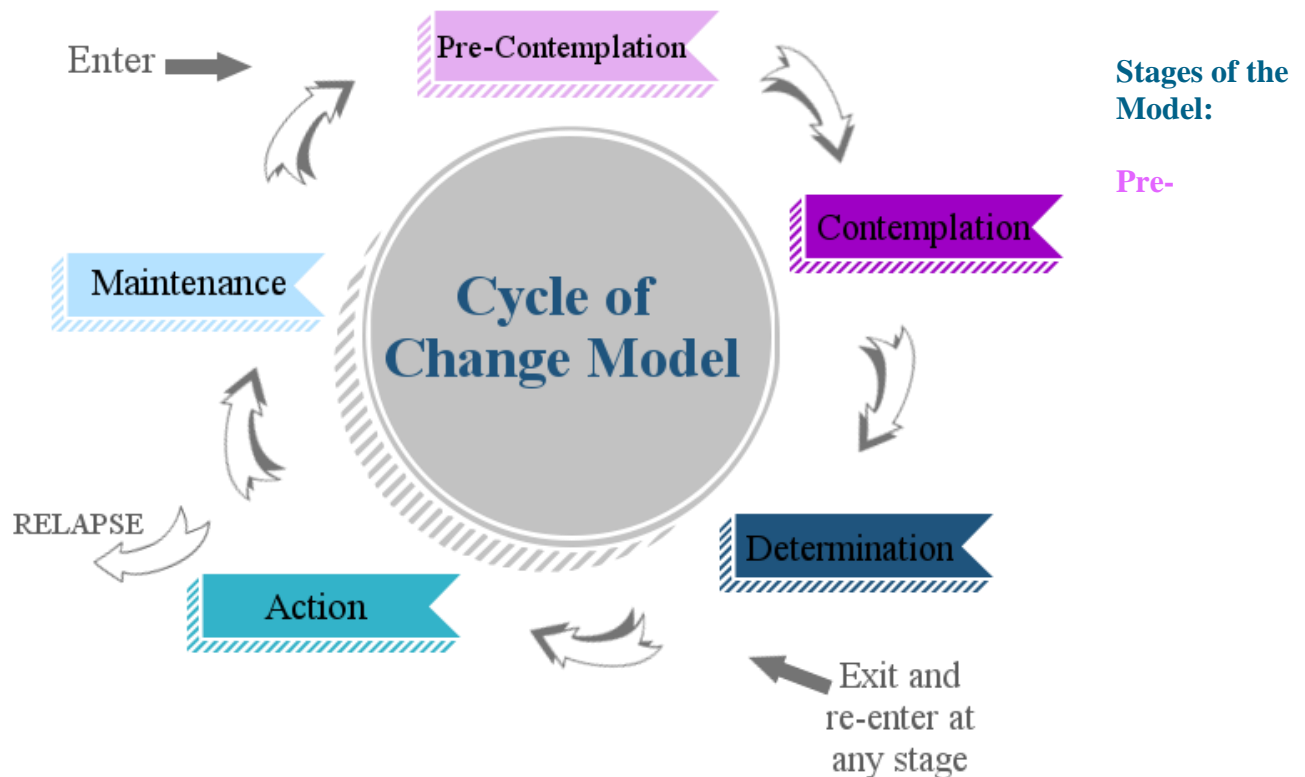 Enter
Pre-Contemplation
Stages of the
Model:
Pre-
Contemplation
Maintenance
Cycle of
Change Model
RELAPSE
Determination
Action
Exit and
re-enter at
any stage